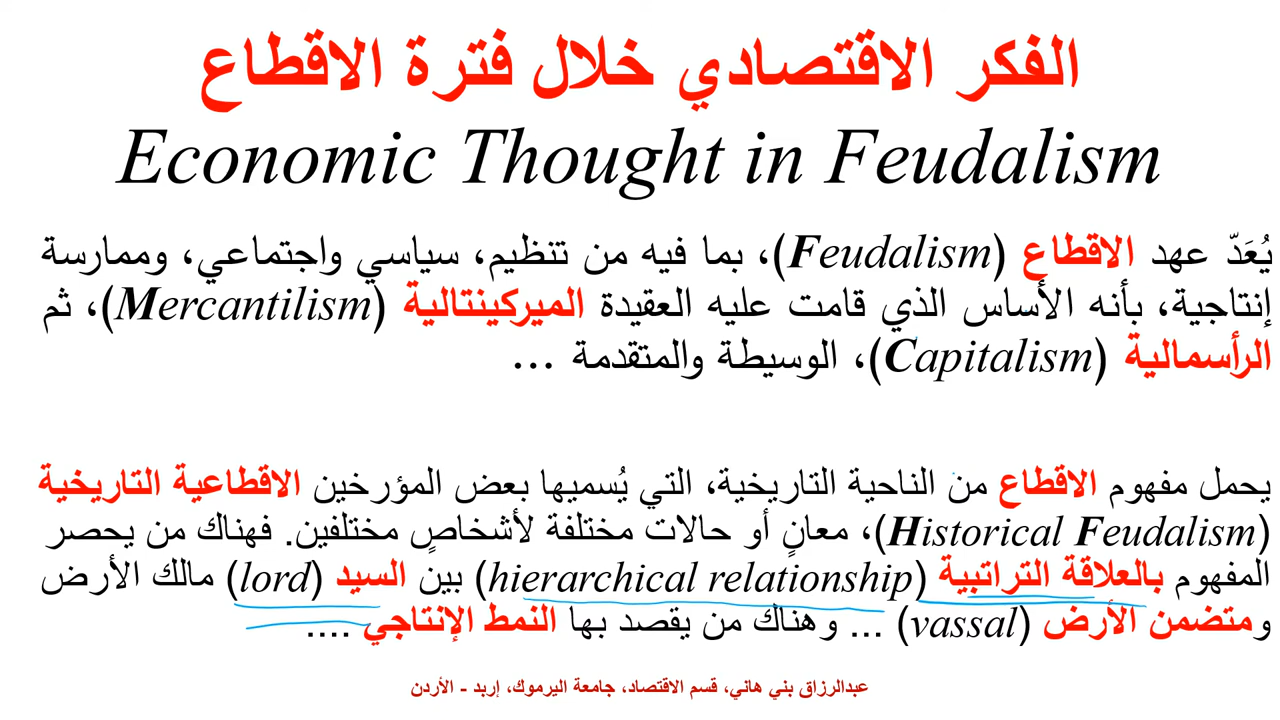 الفكر الاقتصادي خلال فترة الاقطاع
Economic Thought in Feudalism
يُعَدّ عهد الاقطاع (Feudalism)، بما فيه من تنظيم، سياسي واجتماعي، وممارسة
إنتاجية، بأنه الأساس الذي قامت عليه العقيدة الميركينتالية (Mercantilism)، ثم
الرأسمالية (Capitalism)، الوسيطة والمتقدمة ...
يحمل مفهوم الاقطاع من الناحية التاريخية، التي يُسميها بعض المؤرخين الاقطاعية التاريخية
(Historical Feudalism)، معانٍ أو حالات مختلفة لأشخاصٍ مختلفين. فهناك من يحصر
المفهوم بالعلاقة التراتبية (hierarchical relationship) بين السيد (lord) مالك الأرض
ومتضمن الأرض (vassal) ... وهناك من يقصد بها النمط الإنتاجي ....
عبدالرزاق بني هاني، قسم الاقتصاد، جامعة اليرموك، إربد - الأردن